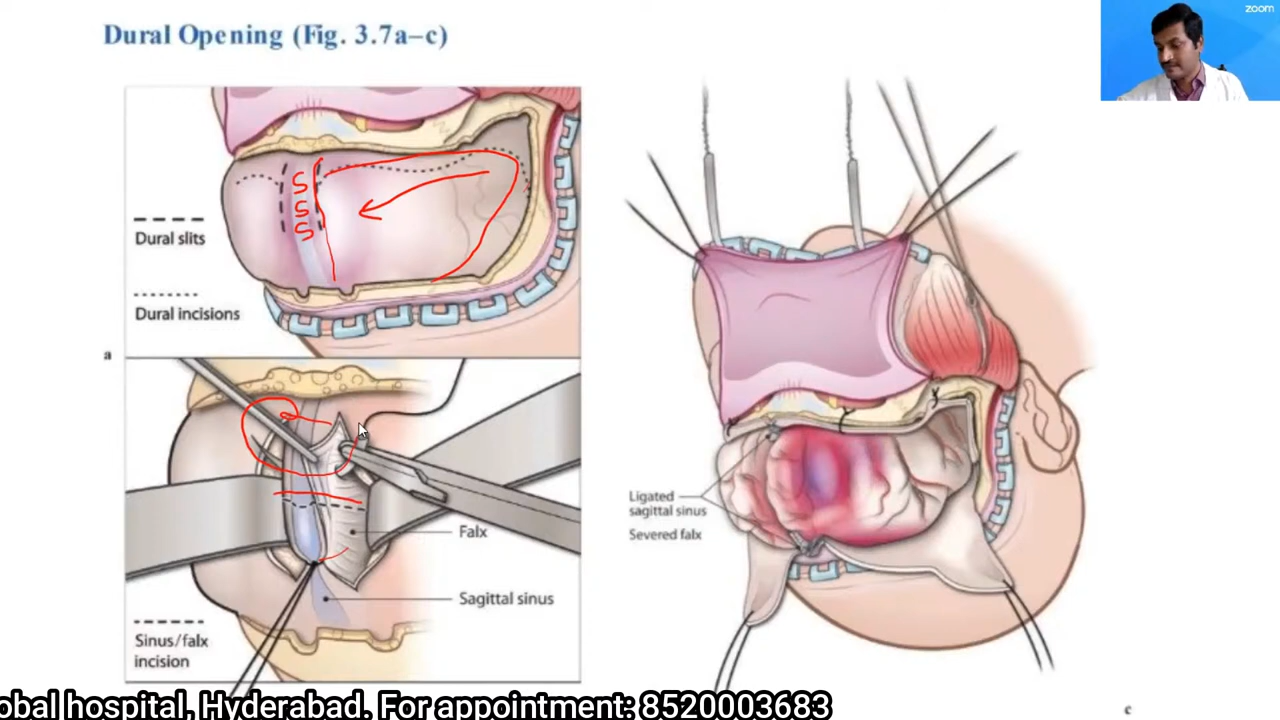 Dural Opening (Fig. 3.7a–c)
zoom
Dural slits
Dural incisions
a
S
S
S
Falx
Sagittal sinus
Sinus/falx
incision
Ligated
sagittal sinus
Severed falx
c
obal hospital, Hyderabad. For appointment: 8520003683